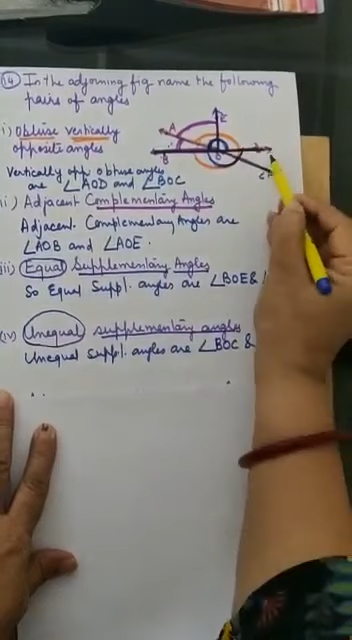 (14) In the adjoining fig name the following
pairs of angles
i) Obtuse vertically
opposite angles
Vertically opp obtuse angles
are ∠AOD and ∠BOC
ii) Adjacent Complementary Angles
Adjacent Complementary Angles are
∠AOB and ∠AOE.
iii) Equal Supplementary Angles
So Equal Suppl. angles are ∠BOE &
(iv) Unequal supplementary angles
Unequal suppl. angles are ∠BOC &
A
E
B
O
C